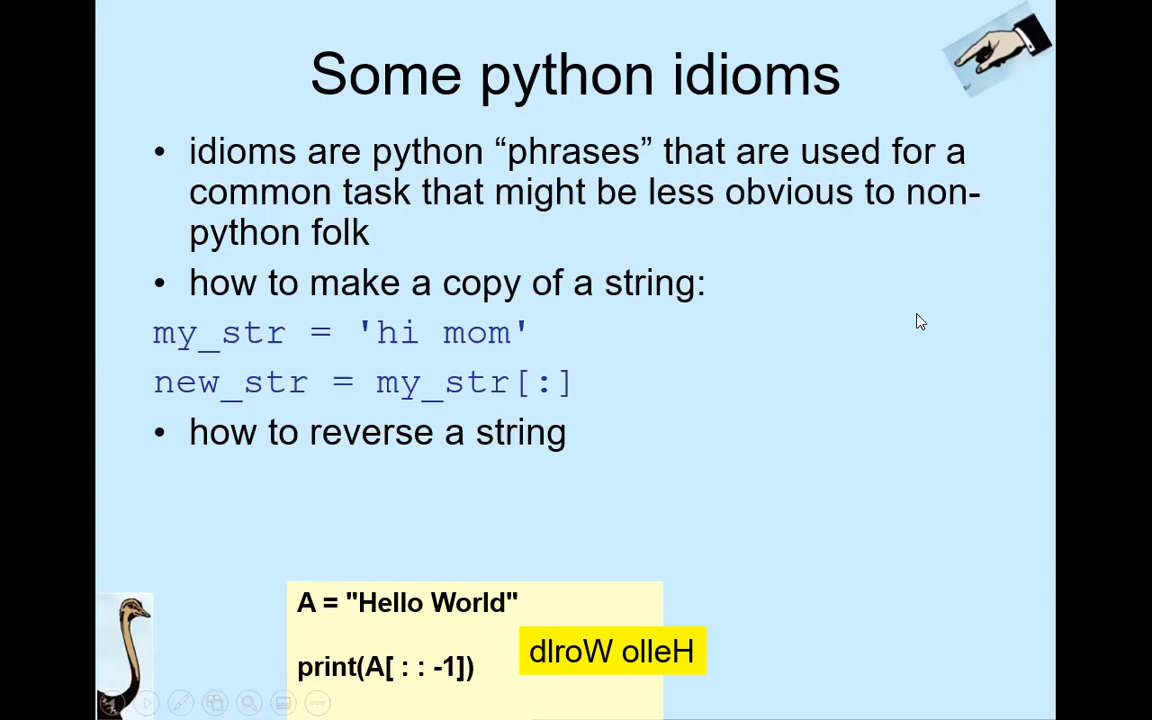 Some python idioms
• idioms are python “phrases” that are used for a
common task that might be less obvious to non-
python folk
• how to make a copy of a string:
my_str = 'hi mom'
new_str = my_str[:]
• how to reverse a string
A = "Hello World"
print(A[ : : -1])
dlroW olleH